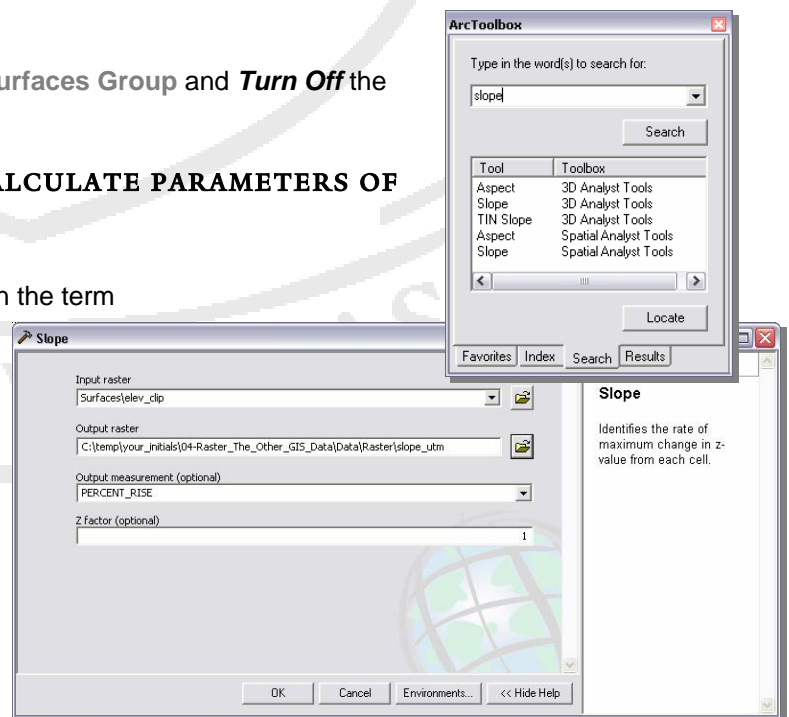 urfaces Group and Turn Off the
ALCULATE PARAMETERS OF
n the term
ArcToolbox
Type in the word(s) to search for:
slope
Search
Tool Toolbox
Aspect 3D Analyst Tools
Slope 3D Analyst Tools
TIN Slope 3D Analyst Tools
Aspect Spatial Analyst Tools
Slope Spatial Analyst Tools
Locate
Favorites Index Search Results
Slope
Input raster
Surfaces\elev_clip
Output raster
C:\temp\your_initials\04-Raster_The_Other_GIS_Data\Data\Raster\slope_utm
Output measurement (optional)
PERCENT_RISE
Z factor (optional)
1
OK Cancel Environments... << Hide Help
Slope
Identifies the rate of
maximum change in z-
value from each cell.